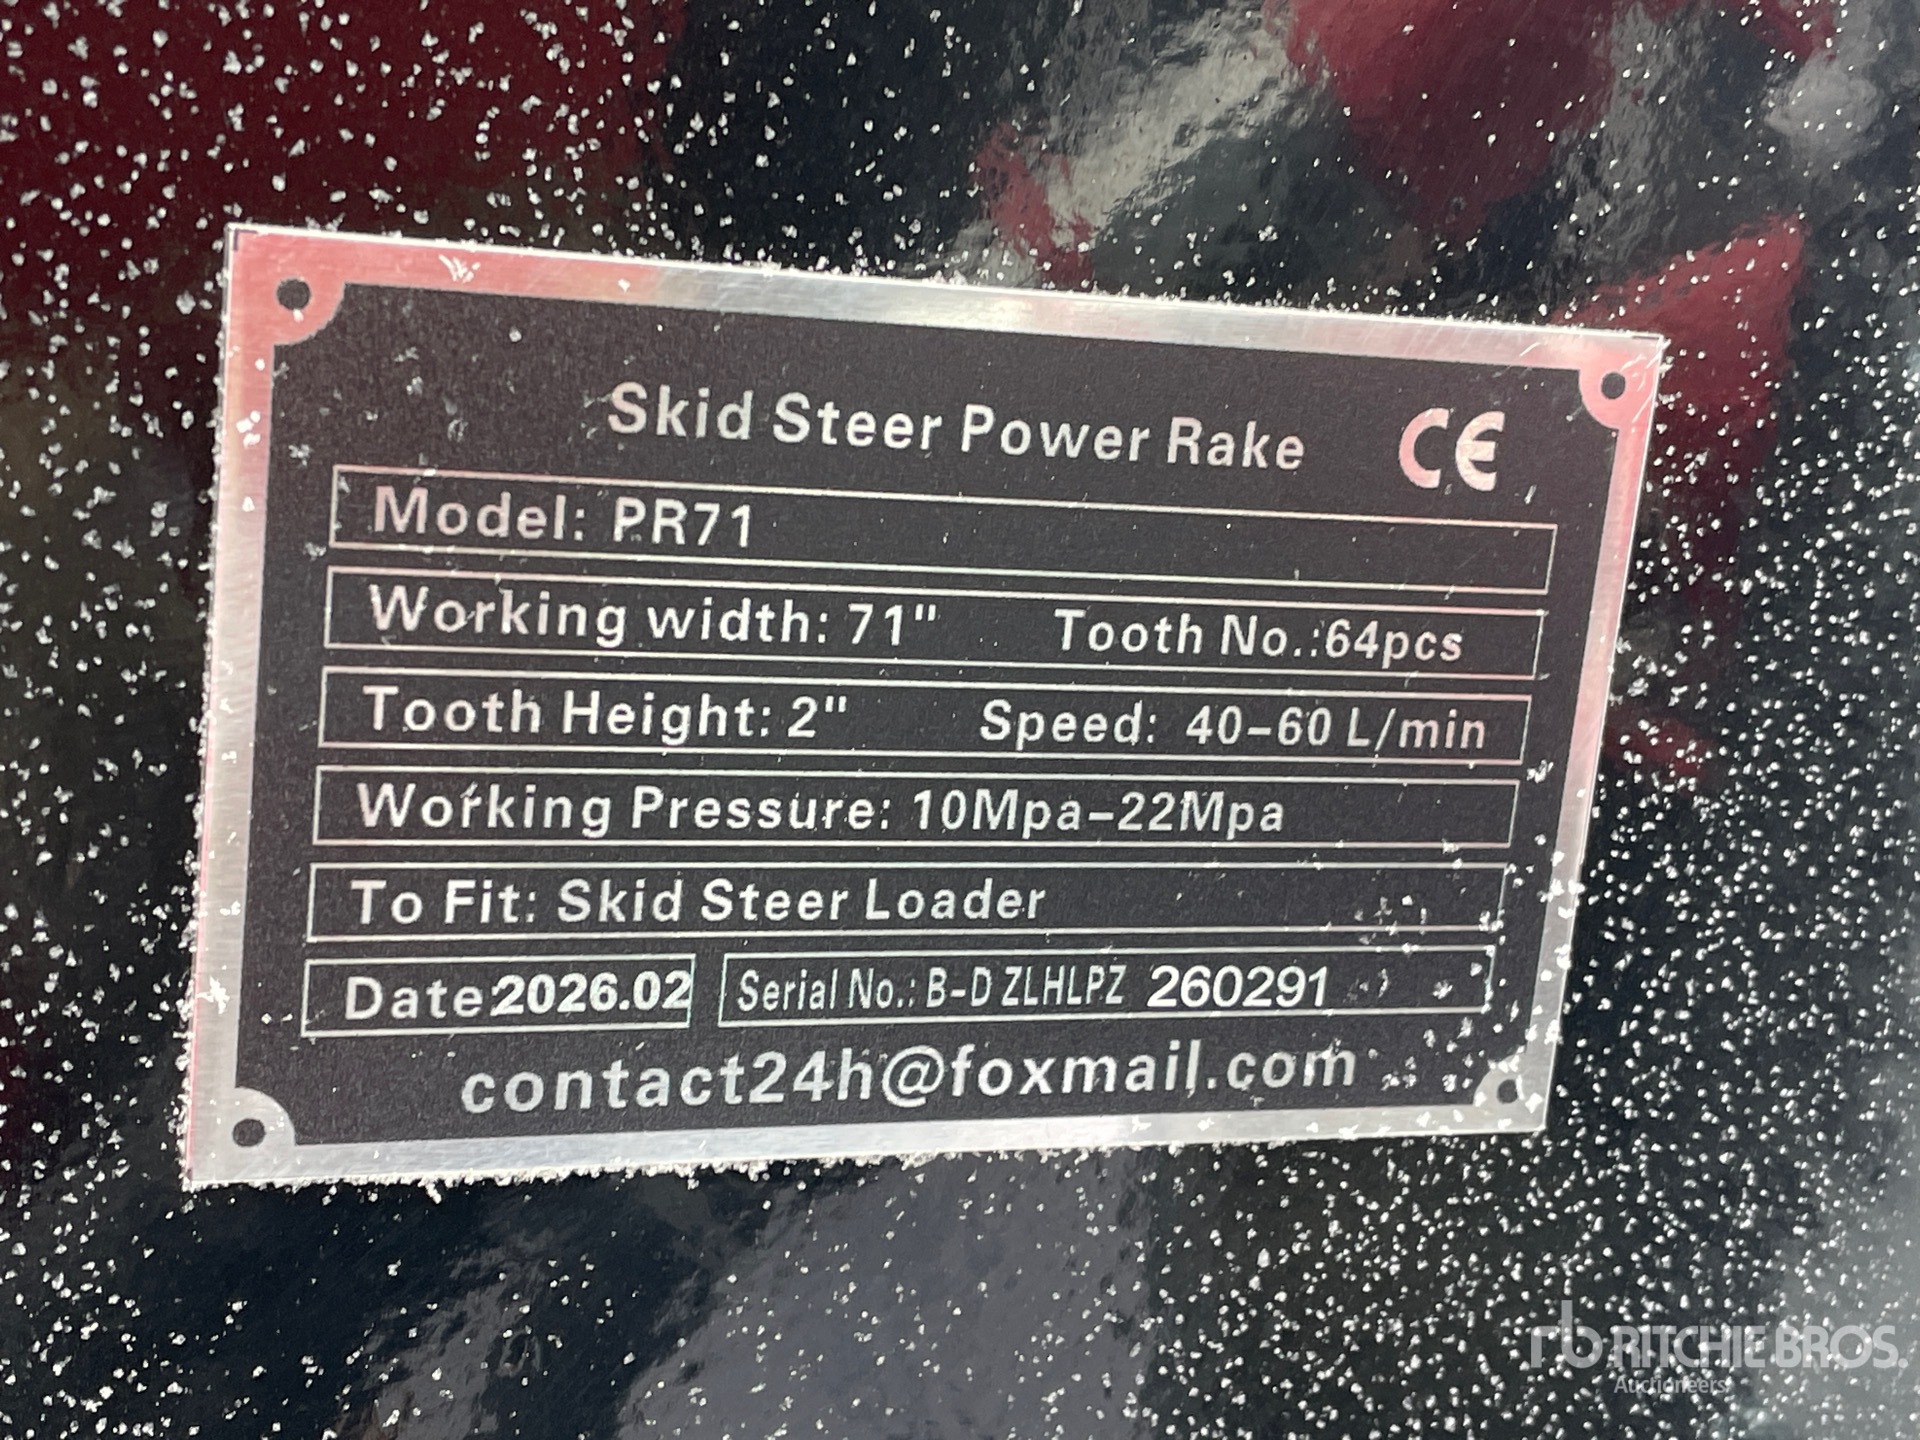 Skid Steer Power Rake CE
Model: PR71
Working width: 71" Tooth No.:64pcs
Tooth Height: 2" Speed: 40-60 L/min
Working Pressure: 10Mpa-22Mpa
To Fit: Skid Steer Loader
Date:2026.02 Serial No.: B-DZLHLPZ 260291
contact24h@foxmail.com
rb RITCHIE BROS.
Auctioneers